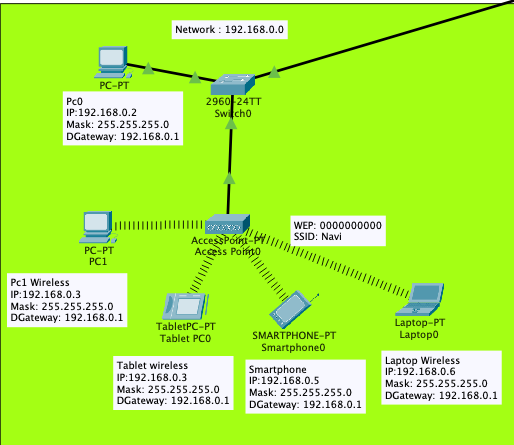 Network : 192.168.0.0
PC-PT
Pc0
IP:192.168.0.2
Mask: 255.255.255.0
DGateway: 192.168.0.1
2960-24TT
Switch0
WEP: 0000000000
SSID: Navi
AccessPoint-PT
Access Point0
PC-PT
PC1
Pc1 Wireless
IP:192.168.0.3
Mask: 255.255.255.0
DGateway: 192.168.0.1
TabletPC-PT
Tablet PC0
Tablet wireless
IP:192.168.0.3
Mask: 255.255.255.0
DGateway: 192.168.0.1
SMARTPHONE-PT
Smartphone0
Smartphone
IP:192.168.0.5
Mask: 255.255.255.0
DGateway: 192.168.0.1
Laptop-PT
Laptop0
Laptop Wireless
IP:192.168.0.6
Mask: 255.255.255.0
DGateway: 192.168.0.1